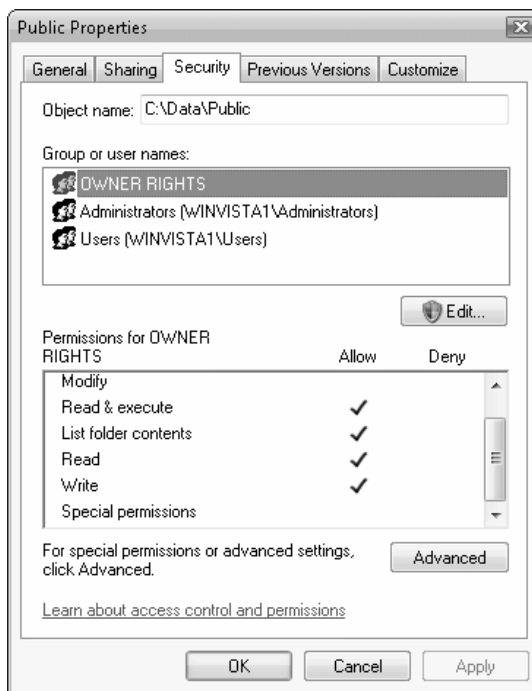 Public Properties
General Sharing Security Previous Versions Customize
Object name: C:\Data\Public
Group or user names:
OWNER RIGHTS
Administrators (WINVISTA1\Administrators)
Users (WINVISTA1\Users)
Edit...
Permissions for OWNER
RIGHTS Allow Deny
Modify
Read & execute
List folder contents
Read
Write
Special permissions
For special permissions or advanced settings,
click Advanced.
Advanced
Learn about access control and permissions
OK Cancel Apply